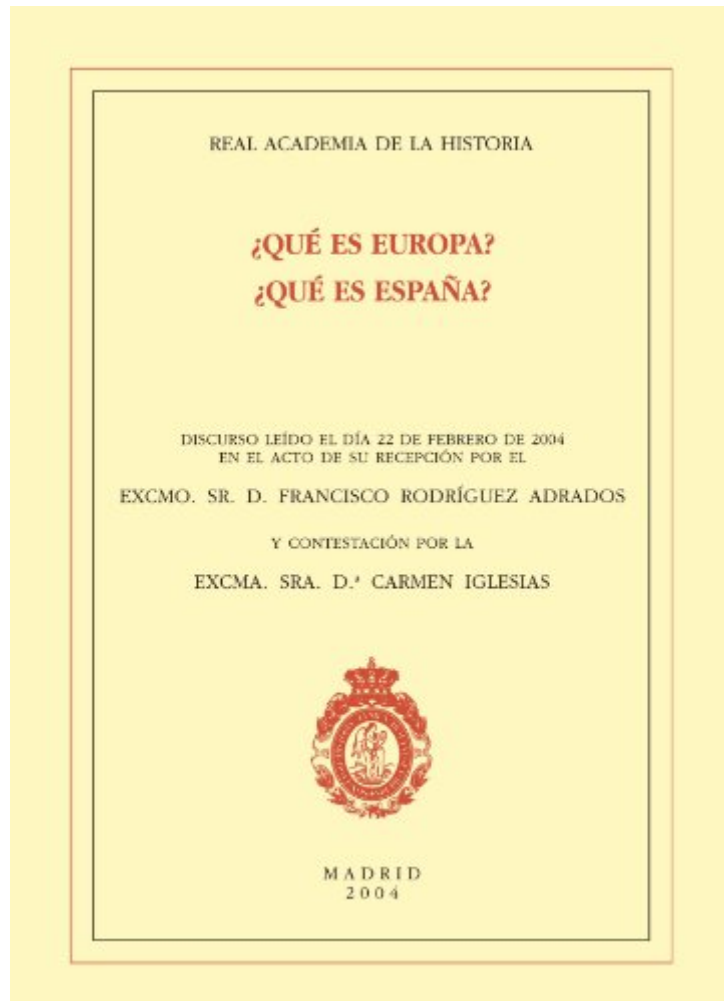 REAL ACADEMIA DE LA HISTORIA
¿QUÉ ES EUROPA?
¿QUÉ ES ESPAÑA?
DISCURSO LEÍDO EL DÍA 22 DE FEBRERO DE 2004
EN EL ACTO DE SU RECEPCIÓN POR EL
EXCMO. SR. D. FRANCISCO RODRÍGUEZ ADRADOS
Y CONTESTACIÓN POR LA
EXCMA. SRA. D.ª CARMEN IGLESIAS
MADRID
2004